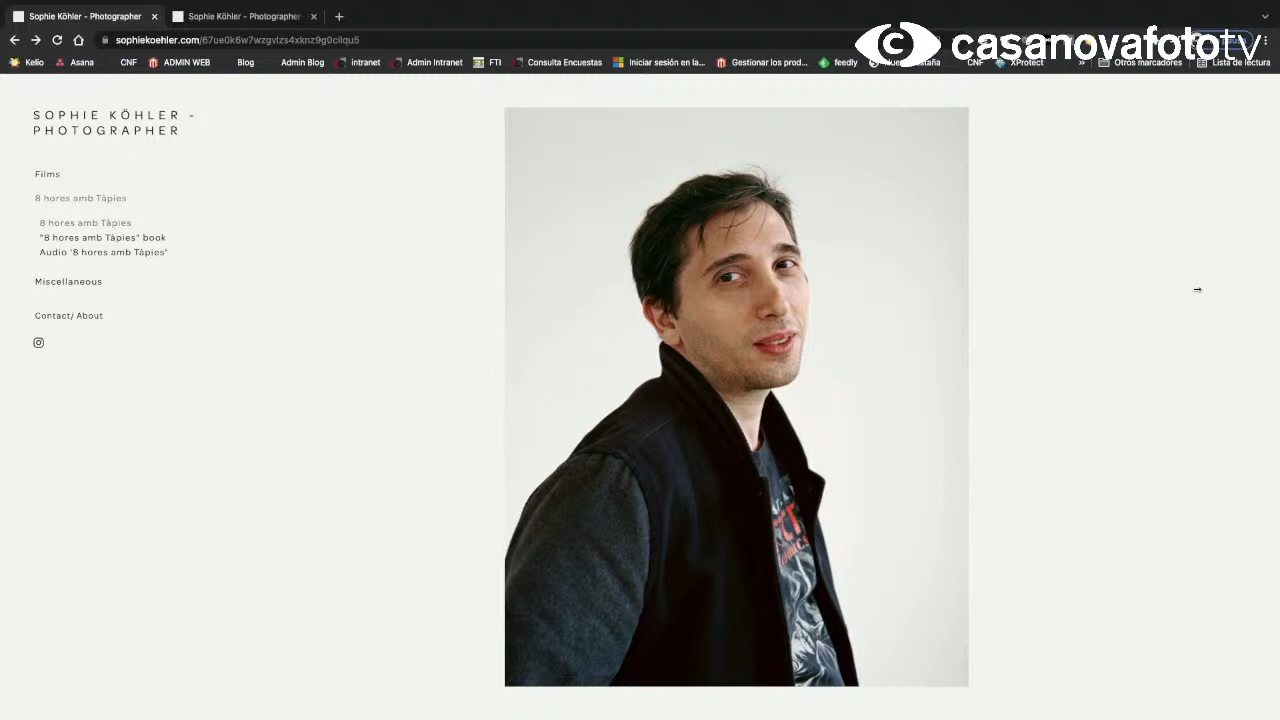 Sophie Köhler - Photographer
Sophie Köhler - Photographer
sophiekoehler.com/67ue0k6w7wzgvlzs4xknz9g0cilqu5
casanovafototv
Kelio
Asana
CNF
ADMIN WEB
Blog
Admin Blog
intranet
Admin Intranet
FTI
Consulta Encuestas
Iniciar sesión en la...
Gestionar los prod...
feedly
CNF
XProtect
»
Otros marcadores
Lista de lectura
SOPHIE KÖHLER -
PHOTOGRAPHER
Films
8 hores amb Tàpies
8 hores amb Tàpies
"8 hores amb Tàpies" book
Audio '8 hores amb Tàpies'
Miscellaneous
Contact/ About